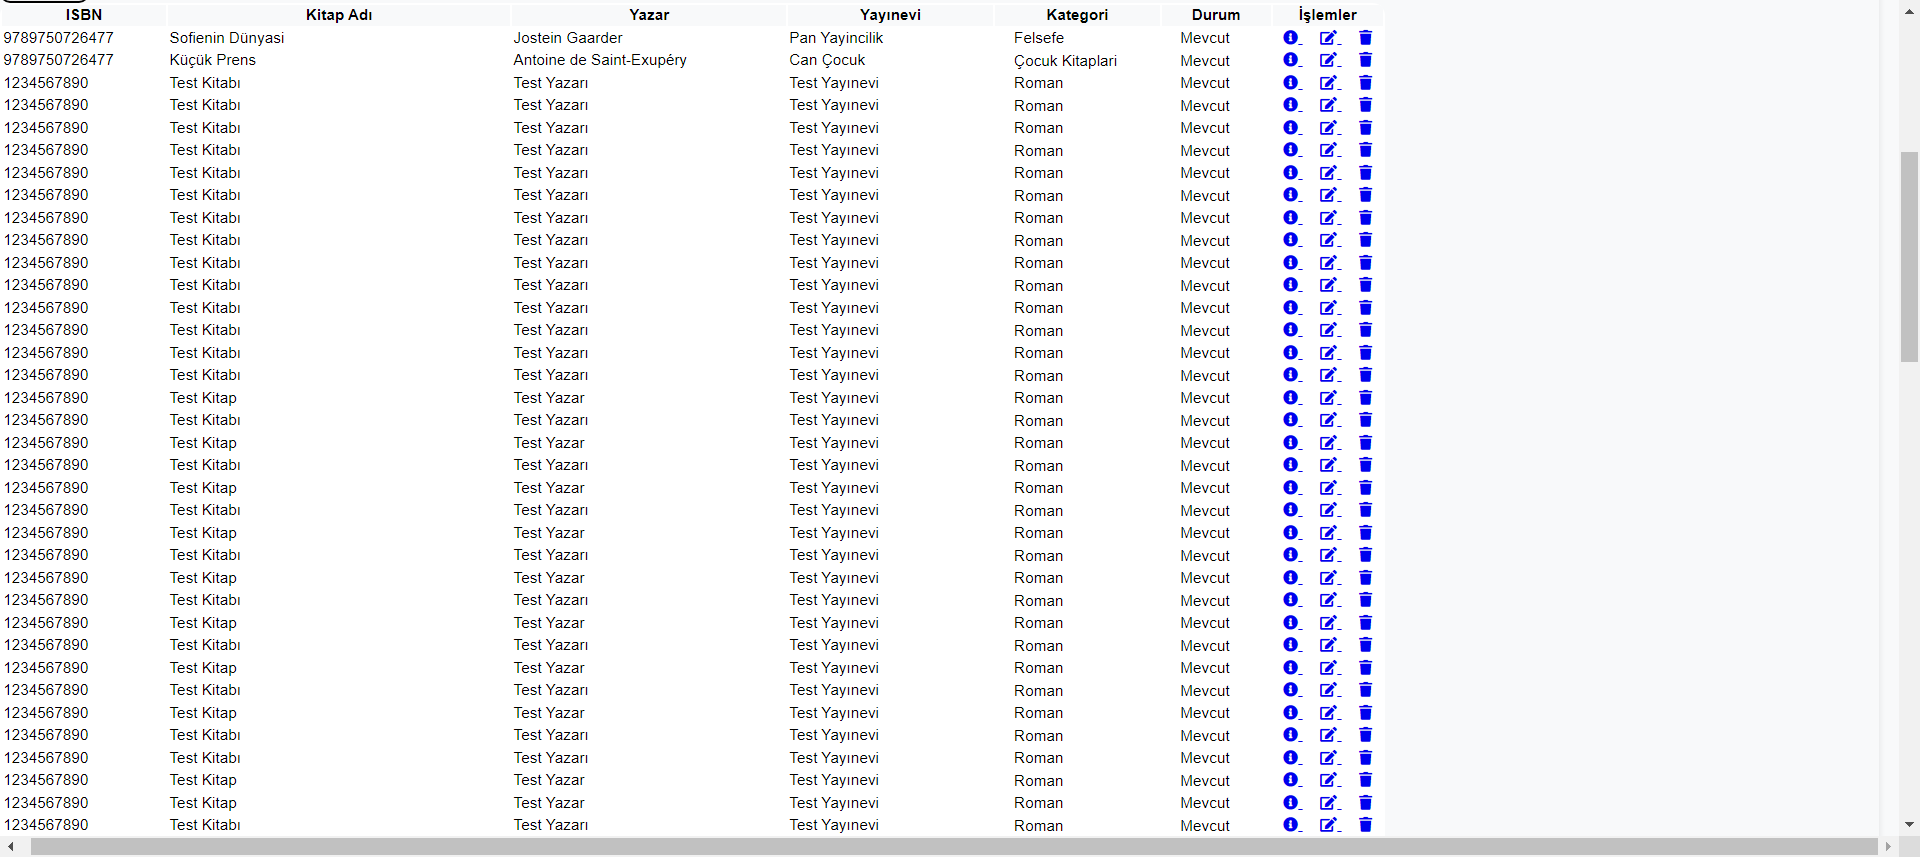 ISBN Kitap Adı Yazar Yayınevi Kategori Durum İşlemler
9789750726477 Sofienin Dünyasi Jostein Gaarder Pan Yayincilik Felsefe Mevcut
9789750726477 Küçük Prens Antoine de Saint-Exupéry Can Çocuk Çocuk Kitaplari Mevcut
1234567890 Test Kitabı Test Yazarı Test Yayınevi Roman Mevcut
1234567890 Test Kitabı Test Yazarı Test Yayınevi Roman Mevcut
1234567890 Test Kitabı Test Yazarı Test Yayınevi Roman Mevcut
1234567890 Test Kitabı Test Yazarı Test Yayınevi Roman Mevcut
1234567890 Test Kitabı Test Yazarı Test Yayınevi Roman Mevcut
1234567890 Test Kitabı Test Yazarı Test Yayınevi Roman Mevcut
1234567890 Test Kitabı Test Yazarı Test Yayınevi Roman Mevcut
1234567890 Test Kitabı Test Yazarı Test Yayınevi Roman Mevcut
1234567890 Test Kitabı Test Yazarı Test Yayınevi Roman Mevcut
1234567890 Test Kitabı Test Yazarı Test Yayınevi Roman Mevcut
1234567890 Test Kitabı Test Yazarı Test Yayınevi Roman Mevcut
1234567890 Test Kitabı Test Yazarı Test Yayınevi Roman Mevcut
1234567890 Test Kitabı Test Yazarı Test Yayınevi Roman Mevcut
1234567890 Test Kitabı Test Yazarı Test Yayınevi Roman Mevcut
1234567890 Test Kitap Test Yazar Test Yayınevi Roman Mevcut
1234567890 Test Kitabı Test Yazarı Test Yayınevi Roman Mevcut
1234567890 Test Kitap Test Yazar Test Yayınevi Roman Mevcut
1234567890 Test Kitabı Test Yazarı Test Yayınevi Roman Mevcut
1234567890 Test Kitap Test Yazar Test Yayınevi Roman Mevcut
1234567890 Test Kitabı Test Yazarı Test Yayınevi Roman Mevcut
1234567890 Test Kitap Test Yazar Test Yayınevi Roman Mevcut
1234567890 Test Kitabı Test Yazarı Test Yayınevi Roman Mevcut
1234567890 Test Kitap Test Yazar Test Yayınevi Roman Mevcut
1234567890 Test Kitabı Test Yazarı Test Yayınevi Roman Mevcut
1234567890 Test Kitap Test Yazar Test Yayınevi Roman Mevcut
1234567890 Test Kitabı Test Yazarı Test Yayınevi Roman Mevcut
1234567890 Test Kitap Test Yazar Test Yayınevi Roman Mevcut
1234567890 Test Kitabı Test Yazarı Test Yayınevi Roman Mevcut
1234567890 Test Kitap Test Yazar Test Yayınevi Roman Mevcut
1234567890 Test Kitabı Test Yazarı Test Yayınevi Roman Mevcut
1234567890 Test Kitabı Test Yazarı Test Yayınevi Roman Mevcut
1234567890 Test Kitap Test Yazar Test Yayınevi Roman Mevcut
1234567890 Test Kitap Test Yazar Test Yayınevi Roman Mevcut
1234567890 Test Kitabı Test Yazarı Test Yayınevi Roman Mevcut